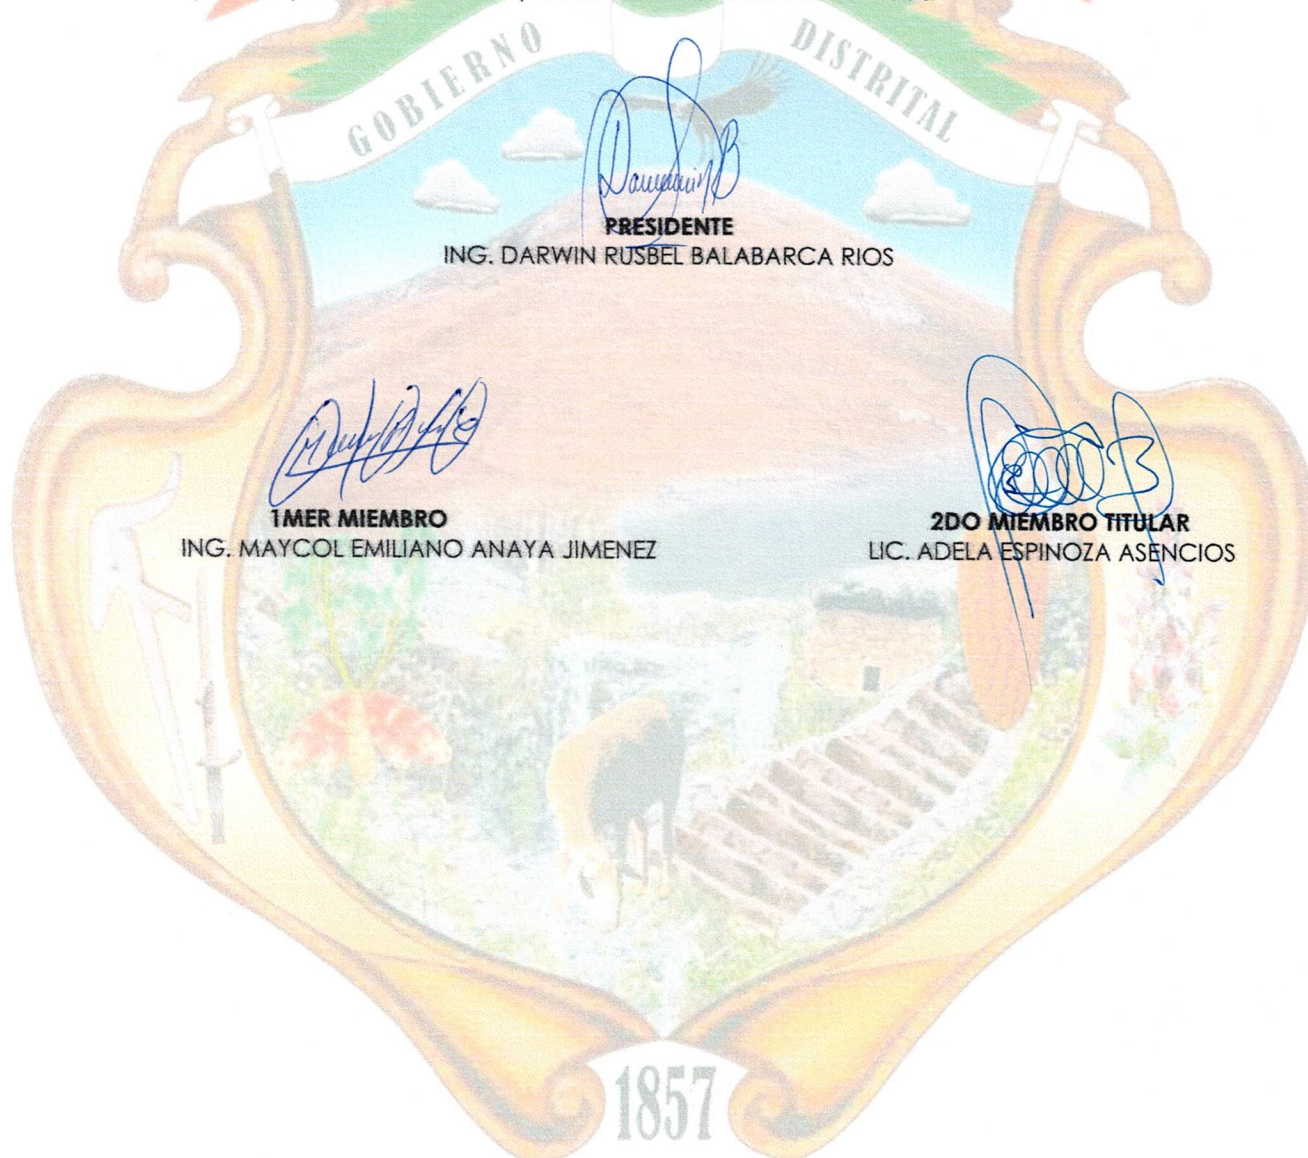 GOBIERNO DISTRITAL
PRESIDENTE
ING. DARWIN RUSBEL BALABARCA RIOS
1MER MIEMBRO
ING. MAYCOL EMILIANO ANAYA JIMENEZ
2DO MIEMBRO TITULAR
LIC. ADELA ESPINOZA ASENCIOS
1857